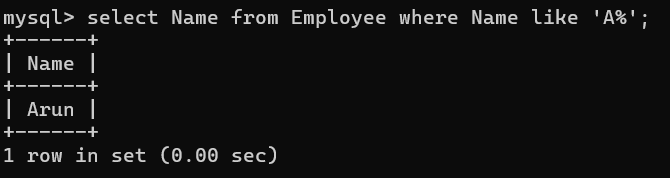 mysql> select Name from Employee where Name like 'A%';
+------+
| Name |
+------+
| Arun |
+------+
1 row in set (0.00 sec)